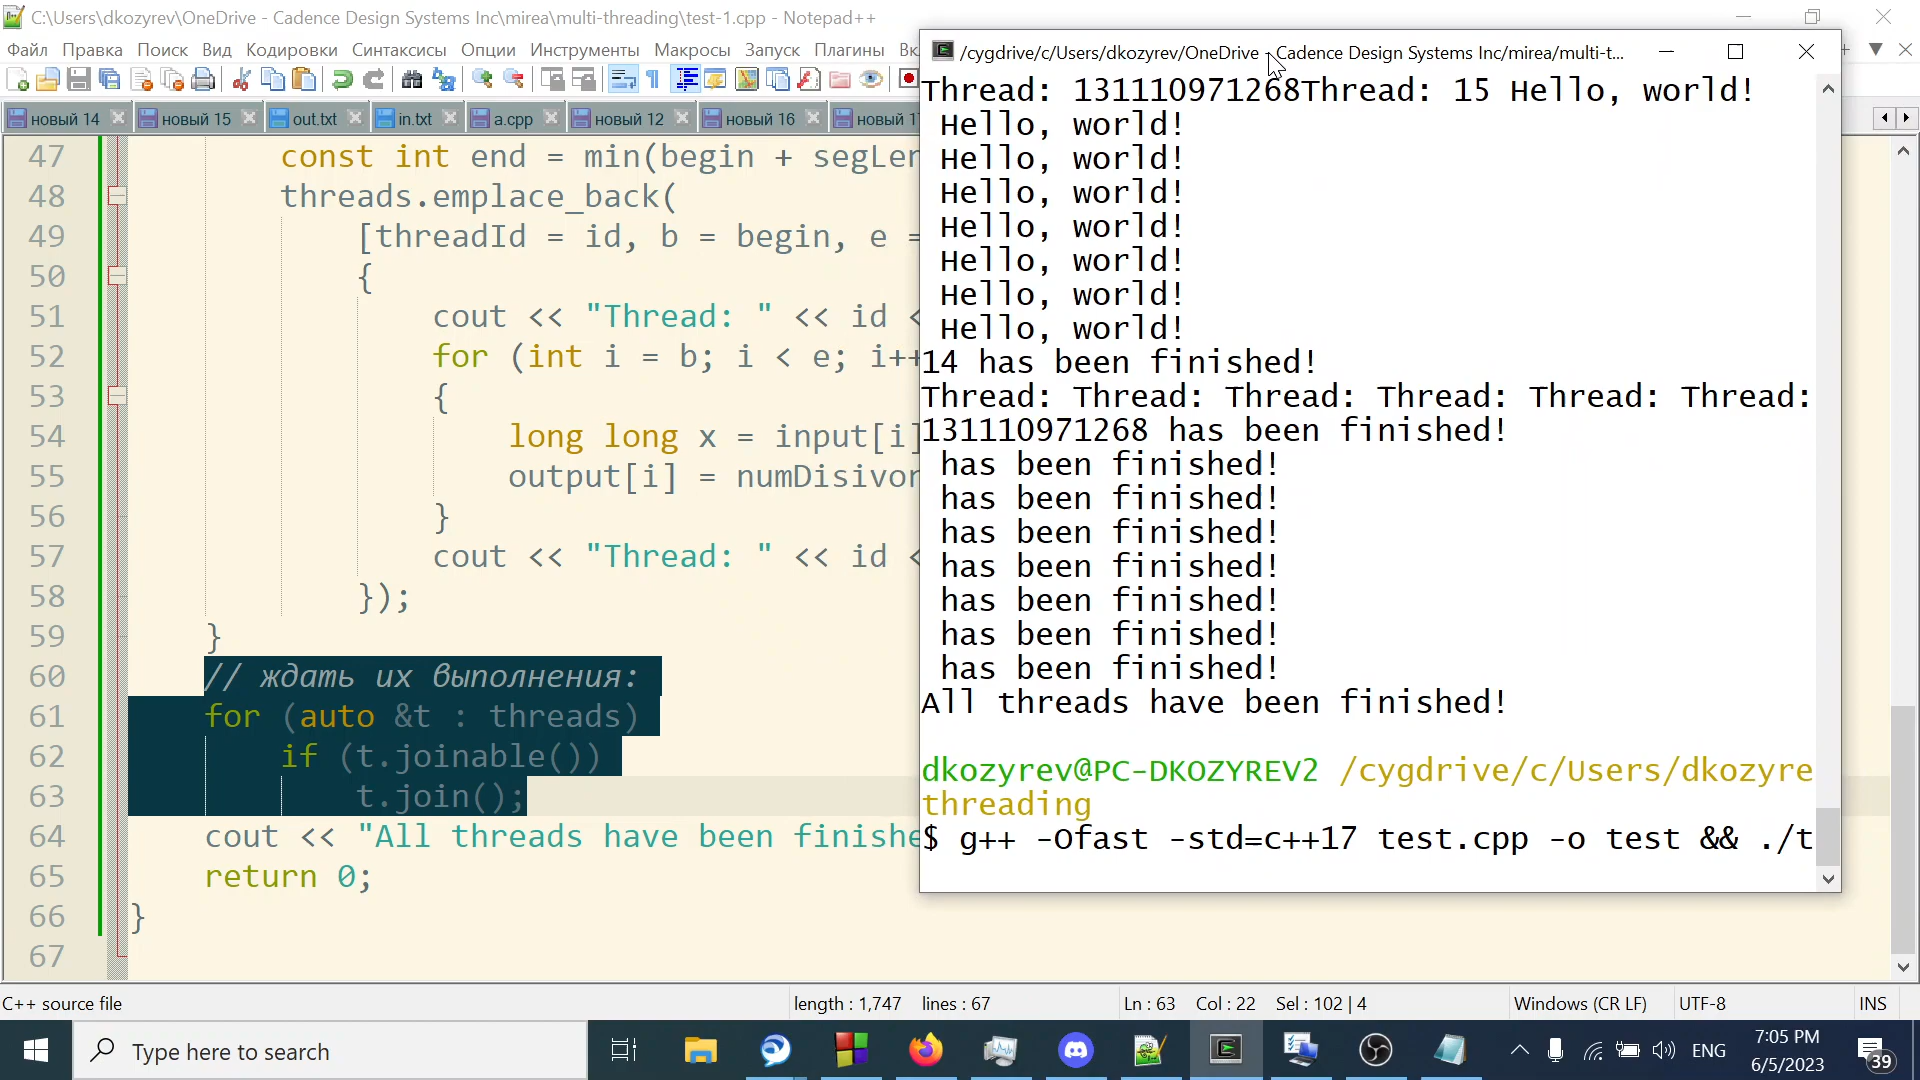 C:\Users\dkozyrev\OneDrive - Cadence Design Systems Inc\mirea\multi-threading\test-1.cpp - Notepad++
Файл Правка Поиск Вид Кодировки Синтаксисы Опции Инструменты Макросы Запуск Плагины Вк
новый 14 новый 15 out.txt in.txt a.cpp новый 12 новый 16 новый 1
47 const int end = min(begin + segLen
48 threads.emplace_back(
49 [threadId = id, b = begin, e =
50 {
51 cout << "Thread: " << id <
52 for (int i = b; i < e; i++
53 {
54 long long x = input[i]
55 output[i] = numDisivor
56 }
57 cout << "Thread: " << id <
58 });
59 }
60 // ждать их выполнения:
61 for (auto &t : threads)
62 if (t.joinable())
63 t.join();
64 cout << "All threads have been finishe
65 return 0;
66 }
67
/cygdrive/c/Users/dkozyrev/OneDrive - Cadence Design Systems Inc/mirea/multi-t...
Thread: 131110971268Thread: 15 Hello, world!
Hello, world!
Hello, world!
Hello, world!
Hello, world!
Hello, world!
Hello, world!
Hello, world!
14 has been finished!
Thread: Thread: Thread: Thread: Thread: Thread:
131110971268 has been finished!
has been finished!
has been finished!
has been finished!
has been finished!
has been finished!
has been finished!
has been finished!
All threads have been finished!
dkozyrev@PC-DKOZYREV2 /cygdrive/c/Users/dkozyre
threading
$ g++ -Ofast -std=c++17 test.cpp -o test && ./t
C++ source file length : 1,747 lines : 67 Ln : 63 Col : 22 Sel : 102 | 4 Windows (CR LF) UTF-8 INS
Type here to search
ENG
7:05 PM
6/5/2023
39